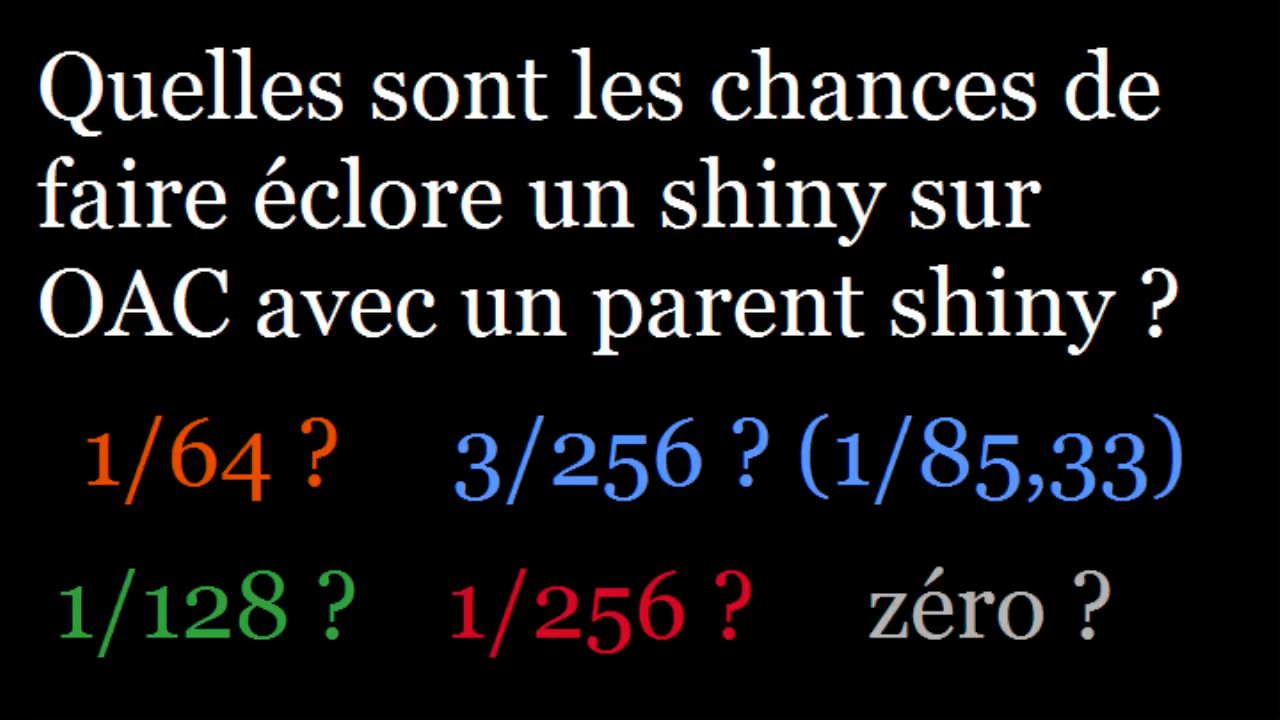 Quelles sont les chances de
faire éclore un shiny sur
OAC avec un parent shiny ?
1/64 ? 3/256 ? (1/85,33)
1/128 ? 1/256 ? zéro ?